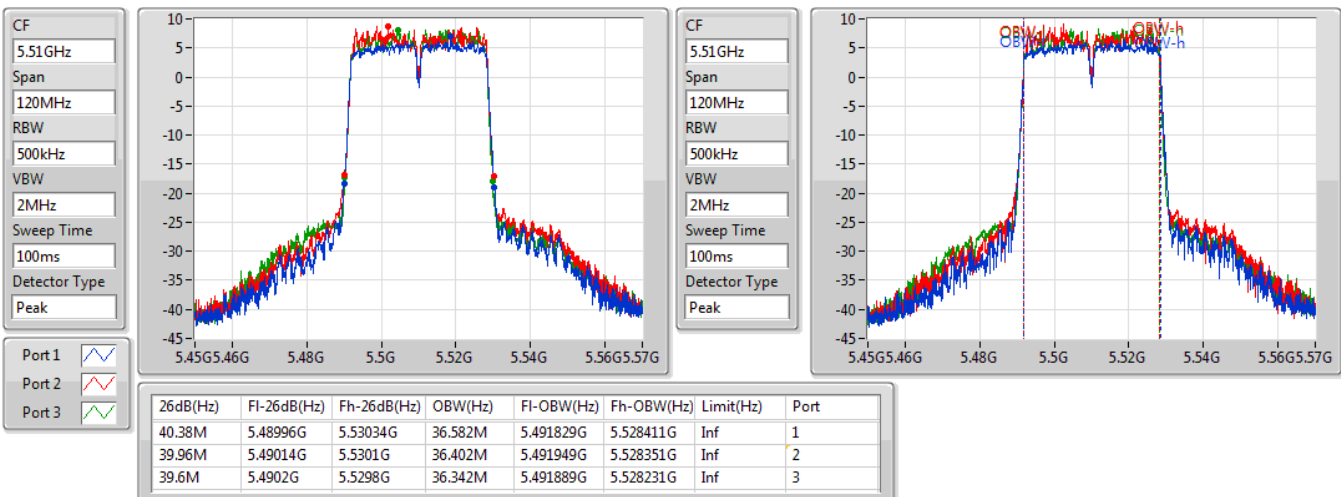 CF
5.51GHz
Span
120MHz
RBW
500kHz
VBW
2MHz
Sweep Time
100ms
Detector Type
Peak
10
5
0
-5
-10
-15
-20
-25
-30
-35
-40
-45
5.45G 5.46G 5.48G 5.5G 5.52G 5.54G 5.56G 5.57G
CF
5.51GHz
Span
120MHz
RBW
500kHz
VBW
2MHz
Sweep Time
100ms
Detector Type
Peak
10
5
0
-5
-10
-15
-20
-25
-30
-35
-40
-45
OBW-h
OBW-h
5.45G 5.46G 5.48G 5.5G 5.52G 5.54G 5.56G 5.57G
Port 1
Port 2
Port 3
26dB(Hz) Fl-26dB(Hz) Fh-26dB(Hz) OBW(Hz) Fl-OBW(Hz) Fh-OBW(Hz) Limit(Hz) Port
40.38M 5.48996G 5.53034G 36.582M 5.491829G 5.528411G Inf 1
39.96M 5.49014G 5.5301G 36.402M 5.491949G 5.528351G Inf 2
39.6M 5.4902G 5.5298G 36.342M 5.491889G 5.528231G Inf 3